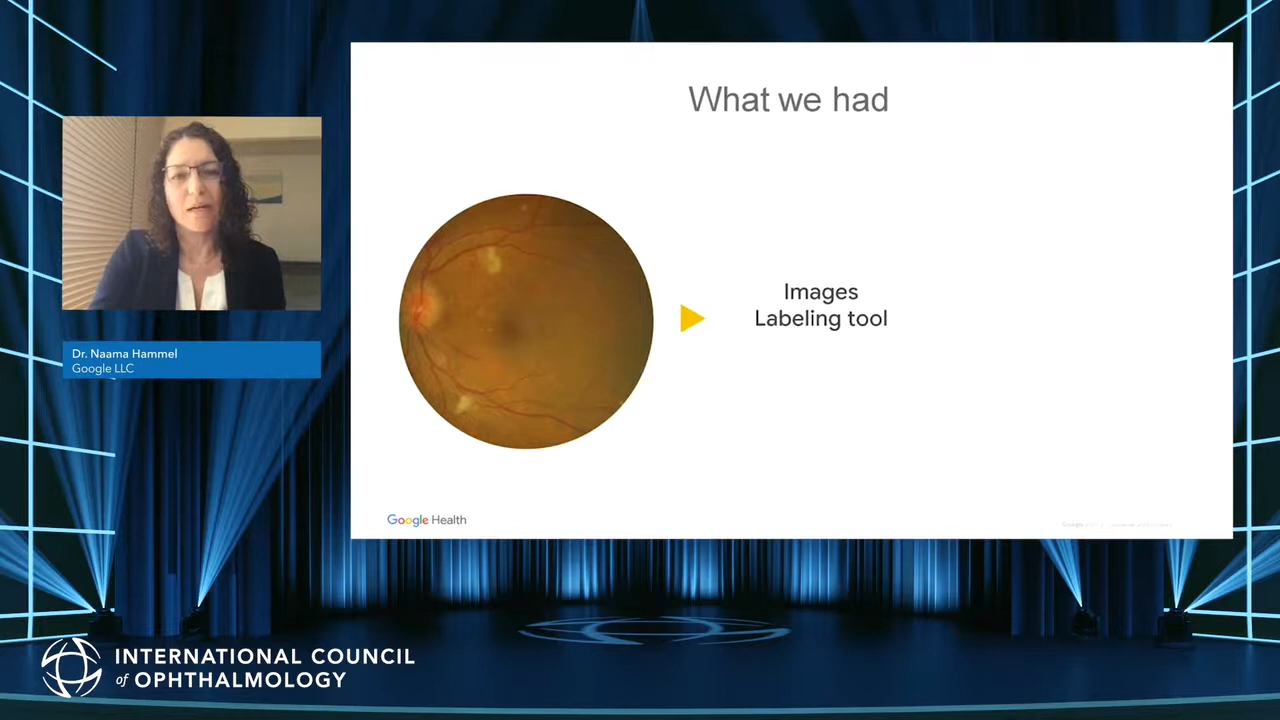 What we had
Images
Labeling tool
Google Health
Dr. Naama Hammel
Google LLC
INTERNATIONAL COUNCIL
of OPHTHALMOLOGY